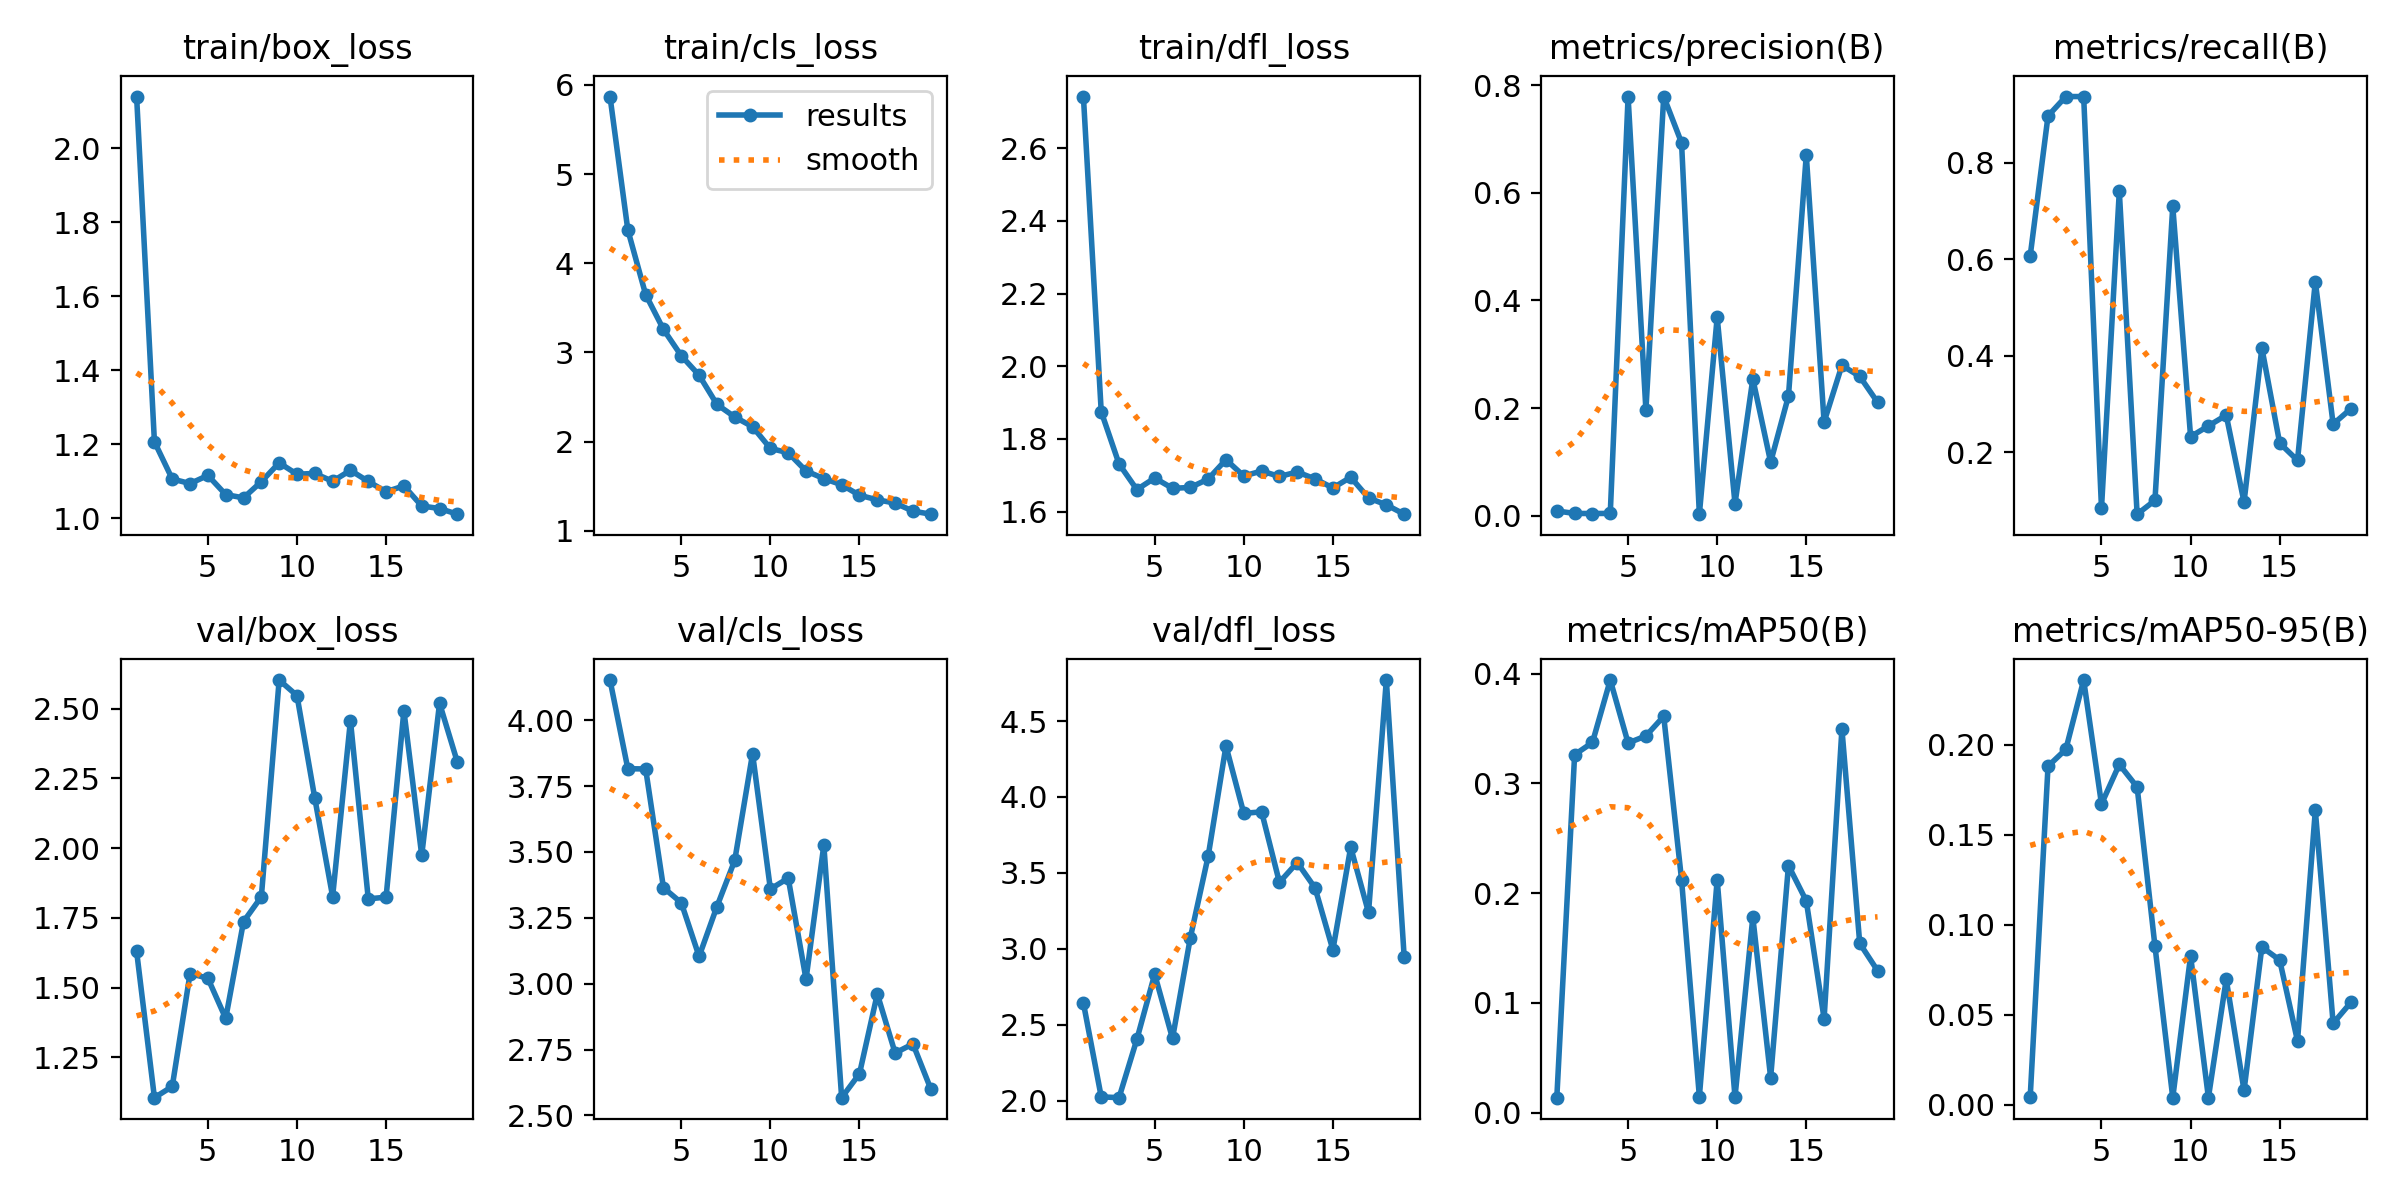 train/box_loss
2.0
1.8
1.6
1.4
1.2
1.0
5 10 15
train/cls_loss
results
smooth
6
5
4
3
2
1
5 10 15
train/dfl_loss
2.6
2.4
2.2
2.0
1.8
1.6
5 10 15
metrics/precision(B)
0.8
0.6
0.4
0.2
0.0
5 10 15
metrics/recall(B)
0.8
0.6
0.4
0.2
5 10 15
val/box_loss
2.50
2.25
2.00
1.75
1.50
1.25
5 10 15
val/cls_loss
4.00
3.75
3.50
3.25
3.00
2.75
2.50
5 10 15
val/dfl_loss
4.5
4.0
3.5
3.0
2.5
2.0
5 10 15
metrics/mAP50(B)
0.4
0.3
0.2
0.1
0.0
5 10 15
metrics/mAP50-95(B)
0.20
0.15
0.10
0.05
0.00
5 10 15